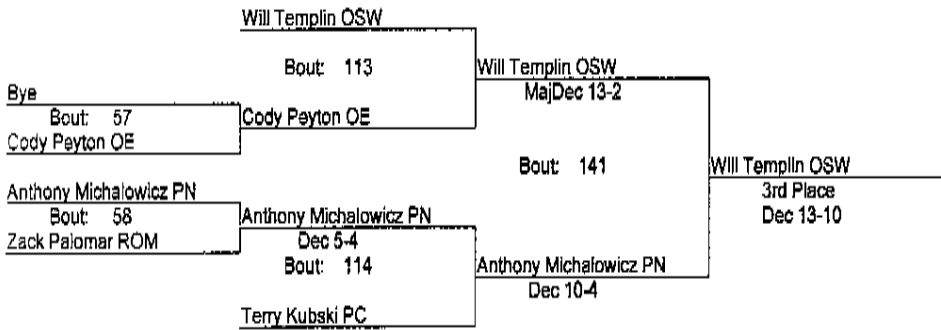 Will Templin OSW
Bout: 113
Will Templin OSW
MajDec 13-2
Bye
Bout: 57
Cody Peyton OE
Cody Peyton OE
Bout: 141
Will Templin OSW
3rd Place
Dec 13-10
Anthony Michalowicz PN
Bout: 58
Anthony Michalowicz PN
Zack Palomar ROM
Dec 5-4
Bout: 114
Anthony Michalowicz PN
Dec 10-4
Terry Kubski PC